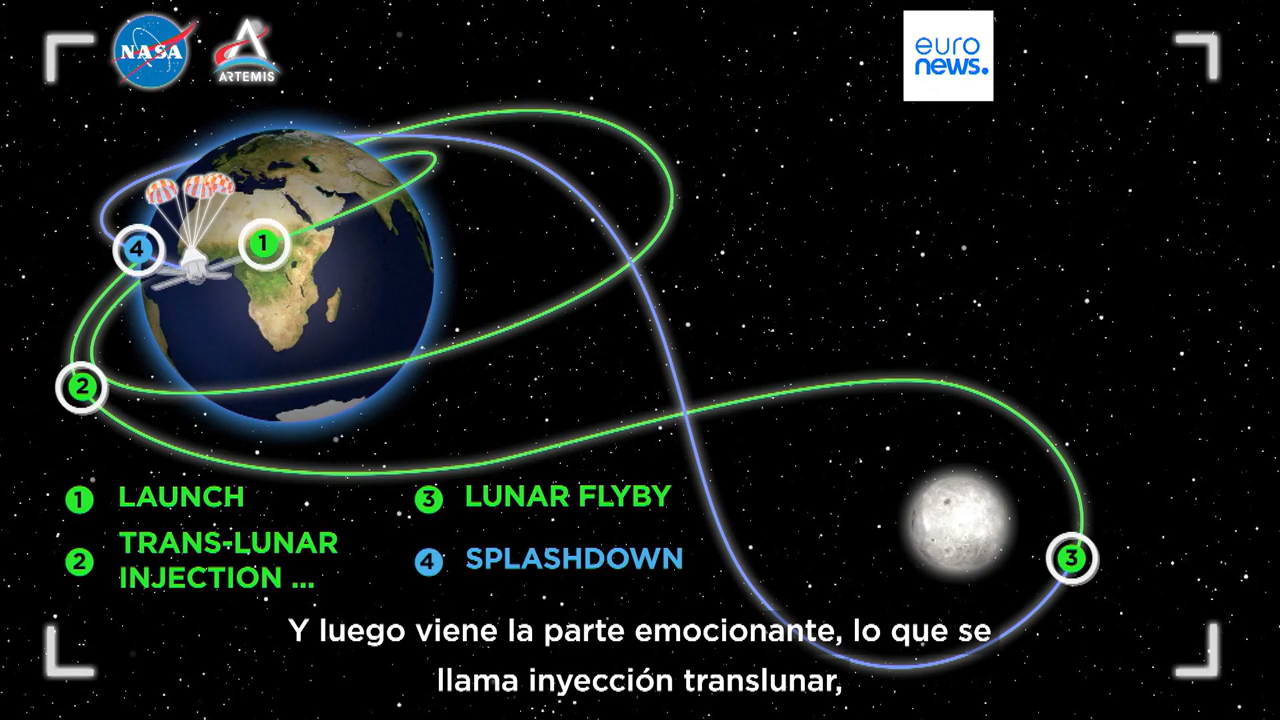 NASA
ARTEMIS
euro
news.
1
4
2
3
1 LAUNCH
2 TRANS-LUNAR
INJECTION ...
3 LUNAR FLYBY
4 SPLASHDOWN
Y luego viene la parte emocionante, lo que se
llama inyección translunar,